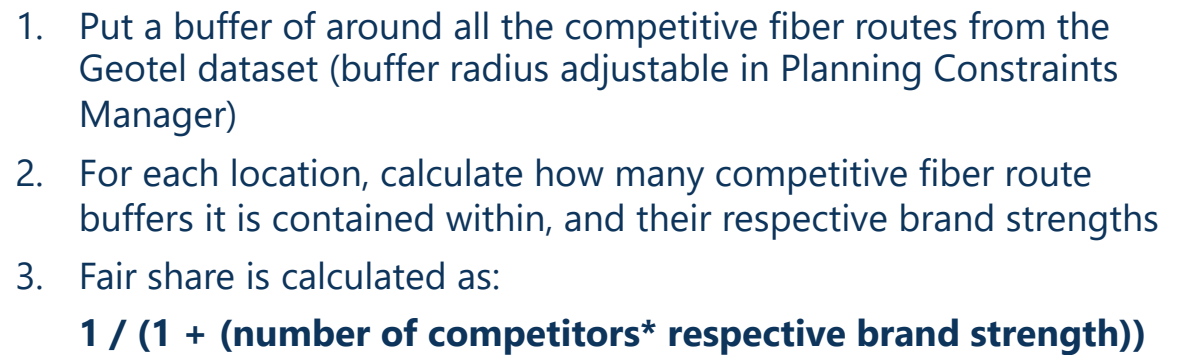 1. Put a buffer of around all the competitive fiber routes from the
Geotel dataset (buffer radius adjustable in Planning Constraints
Manager)
2. For each location, calculate how many competitive fiber route
buffers it is contained within, and their respective brand strengths
3. Fair share is calculated as:
1 / (1 + (number of competitors* respective brand strength))